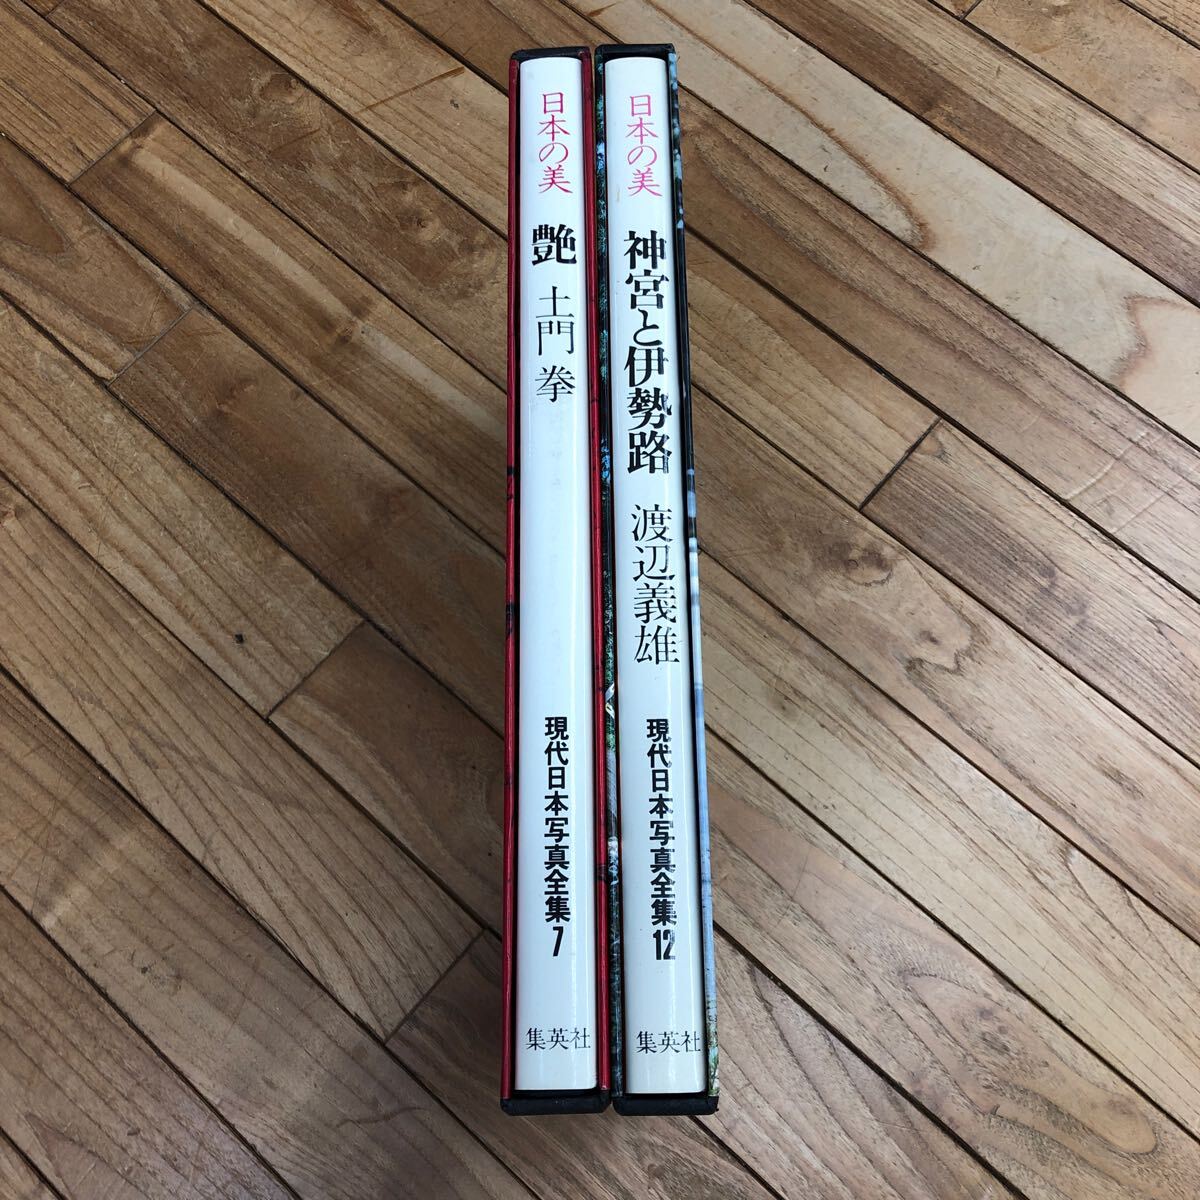 日本の美
艶
土門 拳
現代日本写真全集 7
集英社
日本の美
神宮と伊勢路
渡辺義雄
現代日本写真全集 12
集英社